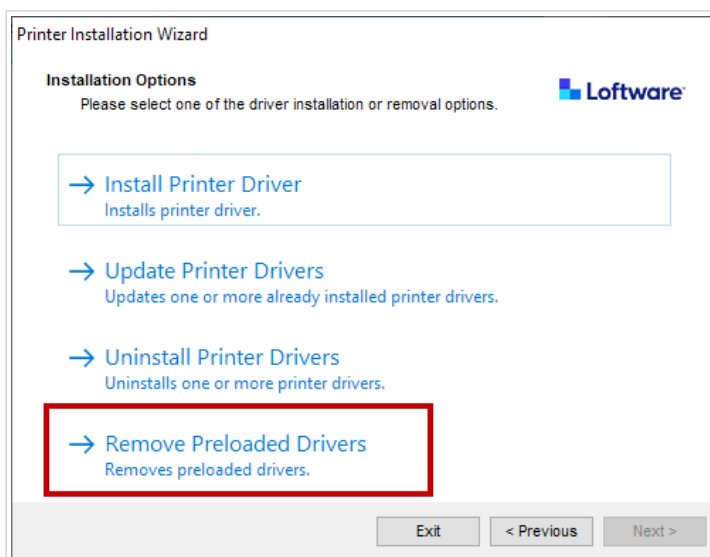 Printer Installation Wizard
Installation Options
Please select one of the driver installation or removal options.
Loftware
→ Install Printer Driver
Installs printer driver.
→ Update Printer Drivers
Updates one or more already installed printer drivers.
→ Uninstall Printer Drivers
Uninstalls one or more printer drivers.
→ Remove Preloaded Drivers
Removes preloaded drivers.
Exit < Previous Next >